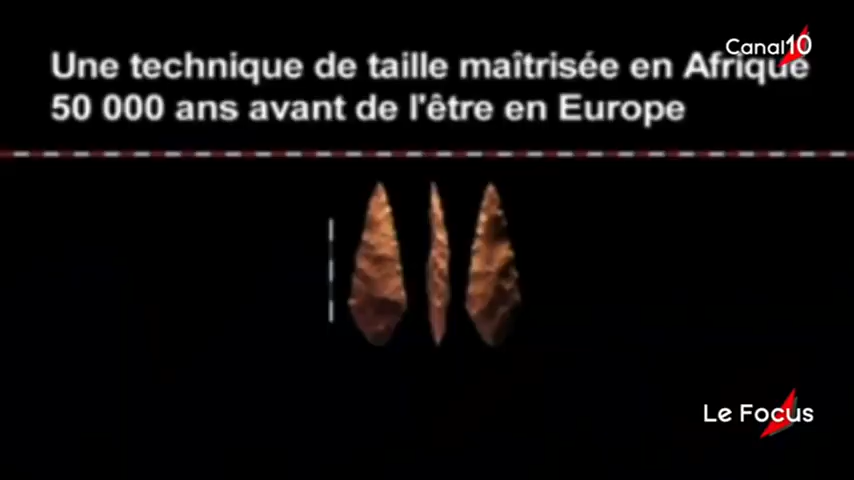 Canal10
Une technique de taille maîtrisée en Afrique
50 000 ans avant de l'être en Europe
Le Focus